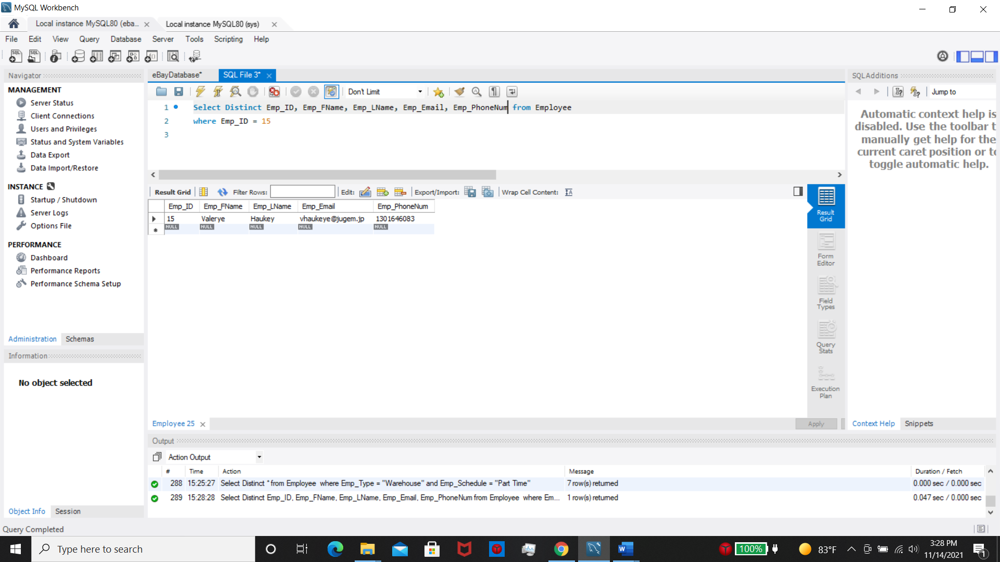 MySQL Workbench
Local instance MySQL80 (eba...
Local instance MySQL80 (sys)
File Edit View Query Database Server Tools Scripting Help
Navigator
MANAGEMENT
Server Status
Client Connections
Users and Privileges
Status and System Variables
Data Export
Data Import/Restore
INSTANCE
Startup / Shutdown
Server Logs
Options File
PERFORMANCE
Dashboard
Performance Reports
Performance Schema Setup
Administration Schemas
Information
No object selected
Object Info Session
eBayDatabase* SQL File 3*
Don't Limit
1 Select Distinct Emp_ID, Emp_FName, Emp_LName, Emp_Email, Emp_PhoneNum from Employee
2 where Emp_ID = 15
3
Result Grid Filter Rows: Edit: Export/Import: Wrap Cell Content:
Emp_ID Emp_FName Emp_LName Emp_Email Emp_PhoneNum
15 Valerye Haukey vhaukeye@jugem.jp 1301646083
NULL NULL NULL NULL NULL
Result
Grid
Form
Editor
Field
Types
Query
Stats
Execution
Plan
Employee 25
Apply
SQLAdditions
Jump to
Automatic context help is
disabled. Use the toolbar t
manually get help for the
current caret position or to
toggle automatic help.
Context Help Snippets
Output
Action Output
# Time Action Message Duration / Fetch
288 15:25:27 Select Distinct * from Employee where Emp_Type = "Warehouse" and Emp_Schedule = "Part Time" 7 row(s) returned 0.000 sec / 0.000 sec
289 15:28:28 Select Distinct Emp_ID, Emp_FName, Emp_LName, Emp_Email, Emp_PhoneNum from Employee where Em... 1 row(s) returned 0.047 sec / 0.000 sec
Query Completed
Type here to search
100%
83°F
3:28 PM
11/14/2021
1